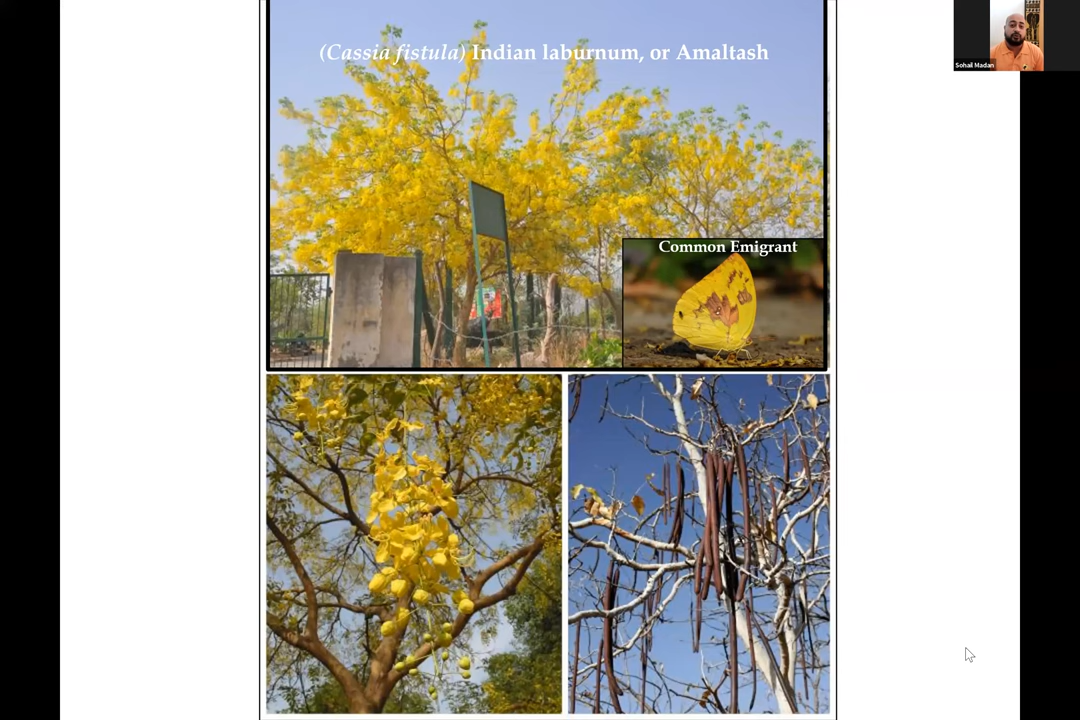 (Cassia fistula) Indian laburnum, or Amaltash
Common Emigrant
Sohail Madan